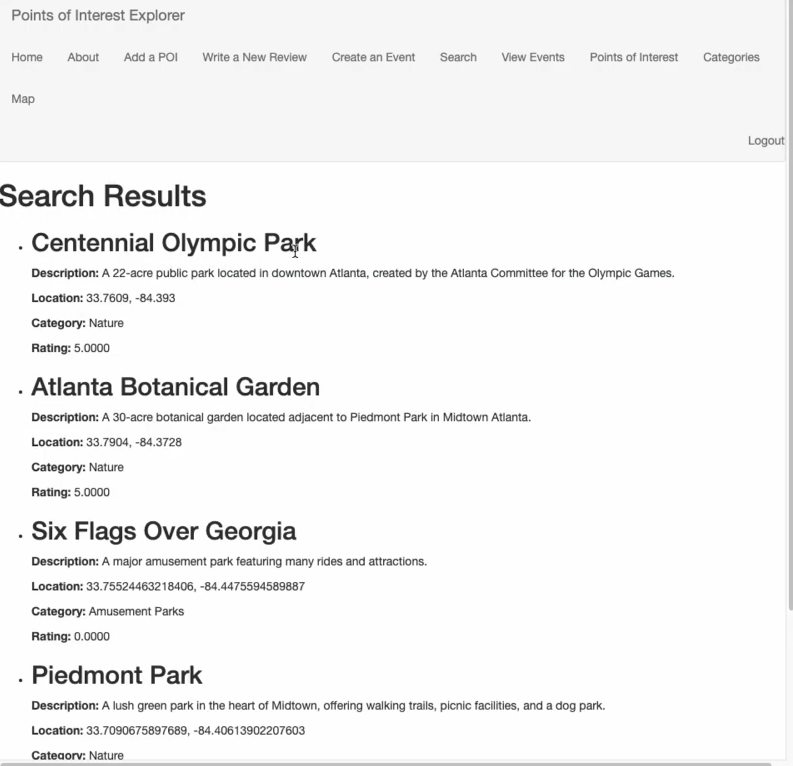 Points of Interest Explorer
Home About Add a POI Write a New Review Create an Event Search View Events Points of Interest Categories
Map
Logout
Search Results
Centennial Olympic Park
Description: A 22-acre public park located in downtown Atlanta, created by the Atlanta Committee for the Olympic Games.
Location: 33.7609, -84.393
Category: Nature
Rating: 5.0000
Atlanta Botanical Garden
Description: A 30-acre botanical garden located adjacent to Piedmont Park in Midtown Atlanta.
Location: 33.7904, -84.3728
Category: Nature
Rating: 5.0000
Six Flags Over Georgia
Description: A major amusement park featuring many rides and attractions.
Location: 33.75524463218406, -84.4475594589887
Category: Amusement Parks
Rating: 0.0000
Piedmont Park
Description: A lush green park in the heart of Midtown, offering walking trails, picnic facilities, and a dog park.
Location: 33.7090675897689, -84.40613902207603
Category: Nature